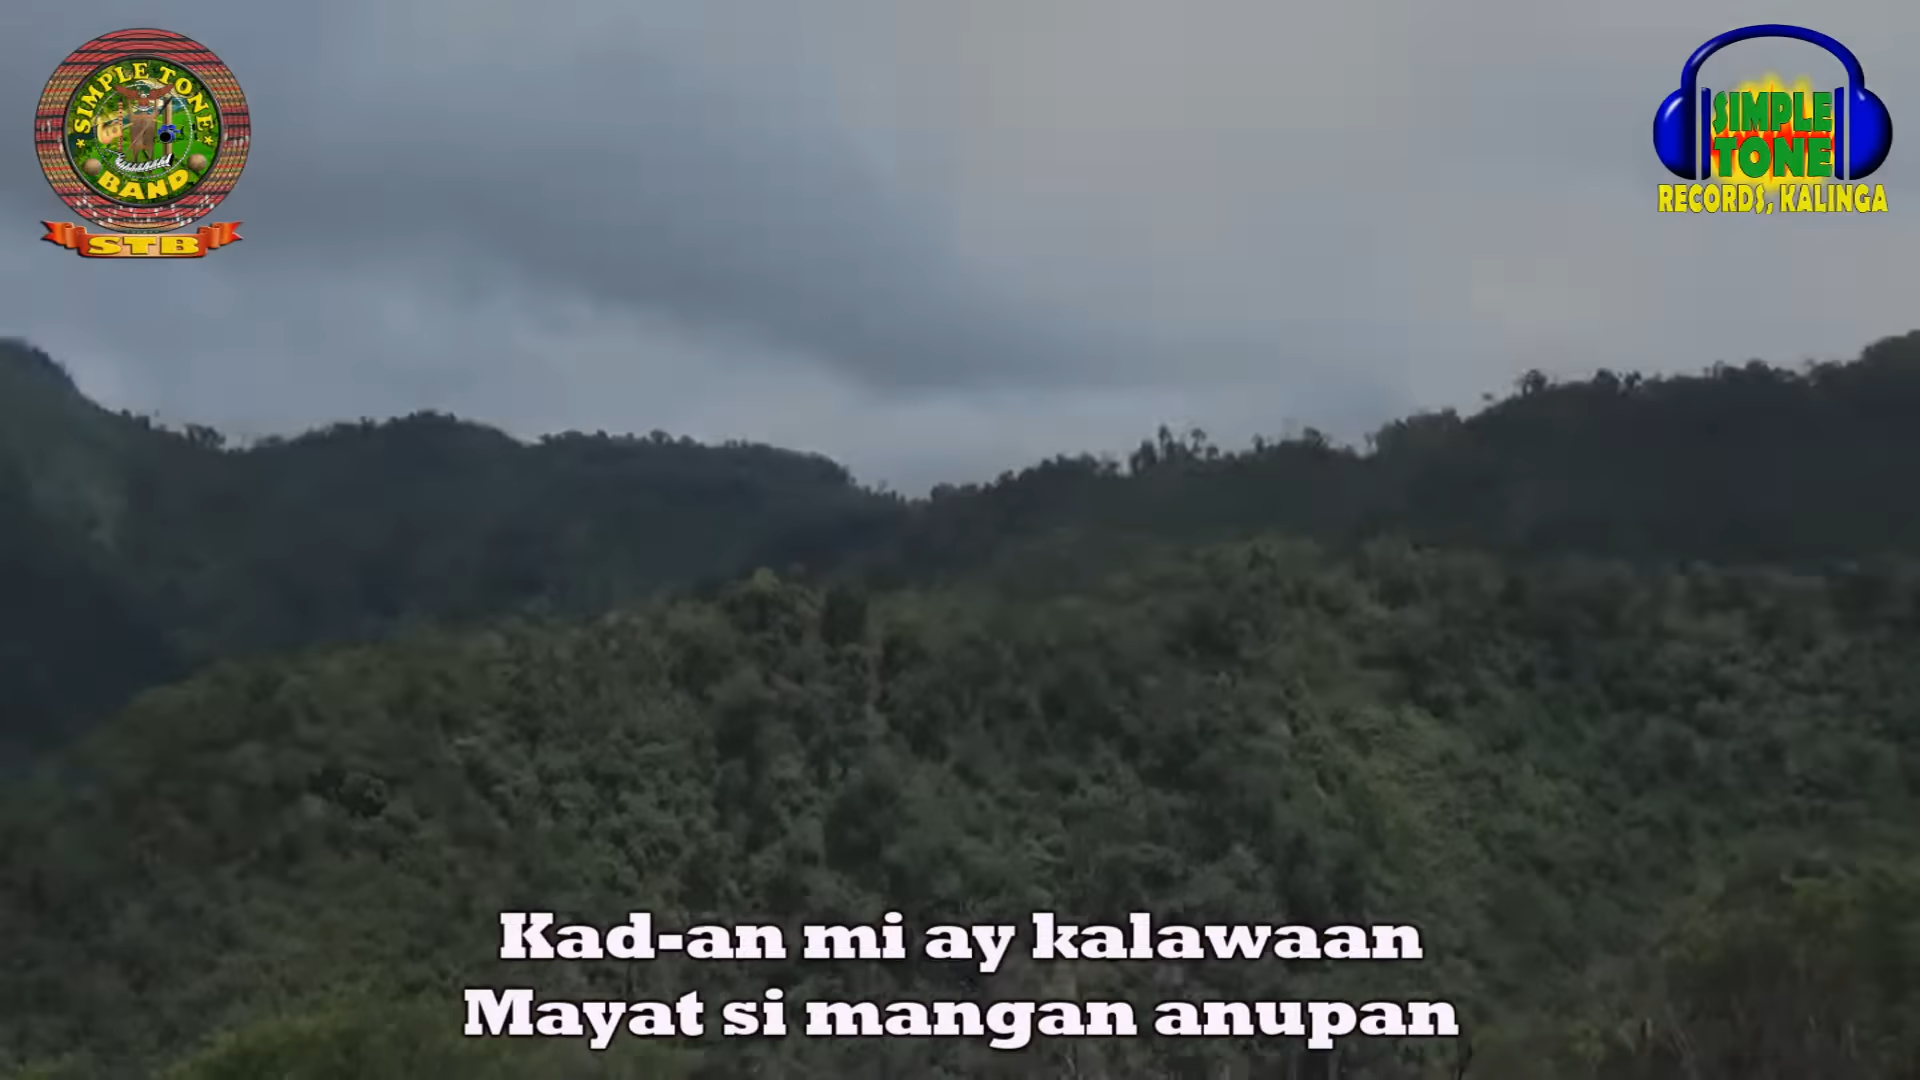 SIMPLE TONE
BAND
STB
SIMPLE
TONE
RECORDS, KALINGA
Kad-an mi ay kalawaan
Mayat si mangan anupan